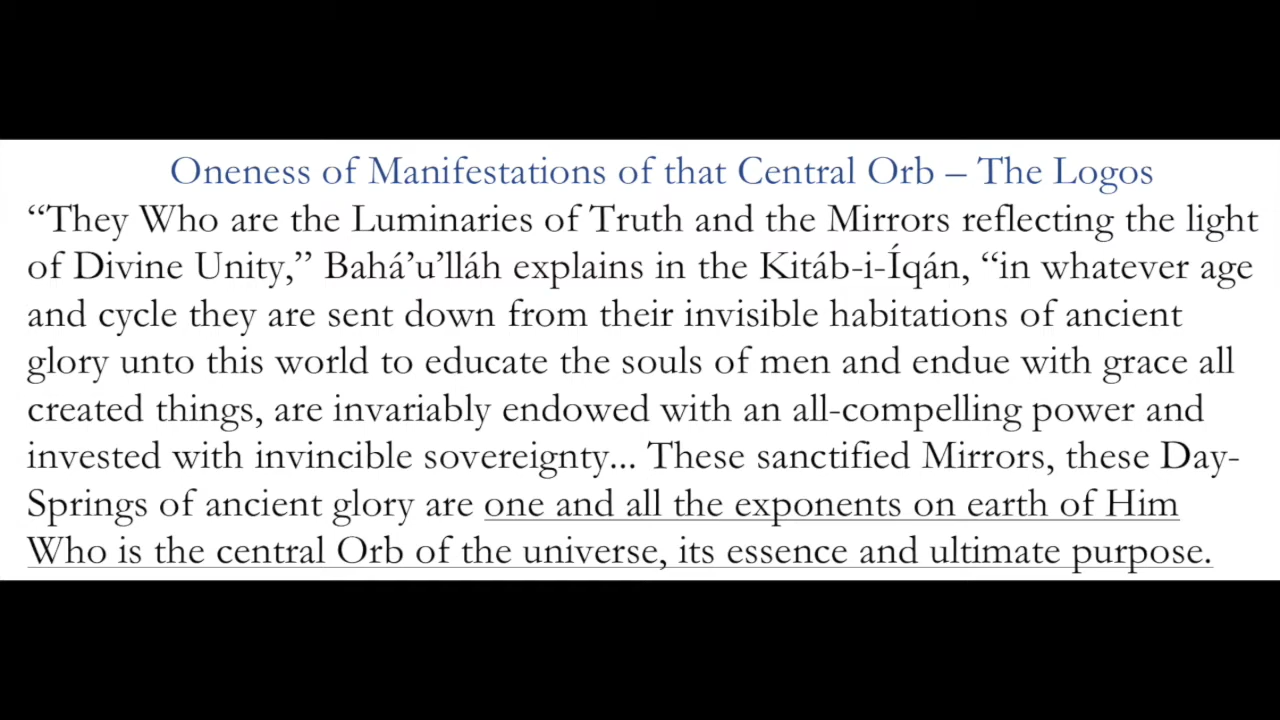 Oneness of Manifestations of that Central Orb – The Logos
“They Who are the Luminaries of Truth and the Mirrors reflecting the light
of Divine Unity,” Bahá’u’lláh explains in the Kitáb-i-Íqán, “in whatever age
and cycle they are sent down from their invisible habitations of ancient
glory unto this world to educate the souls of men and endue with grace all
created things, are invariably endowed with an all-compelling power and
invested with invincible sovereignty... These sanctified Mirrors, these Day-
Springs of ancient glory are one and all the exponents on earth of Him
Who is the central Orb of the universe, its essence and ultimate purpose.